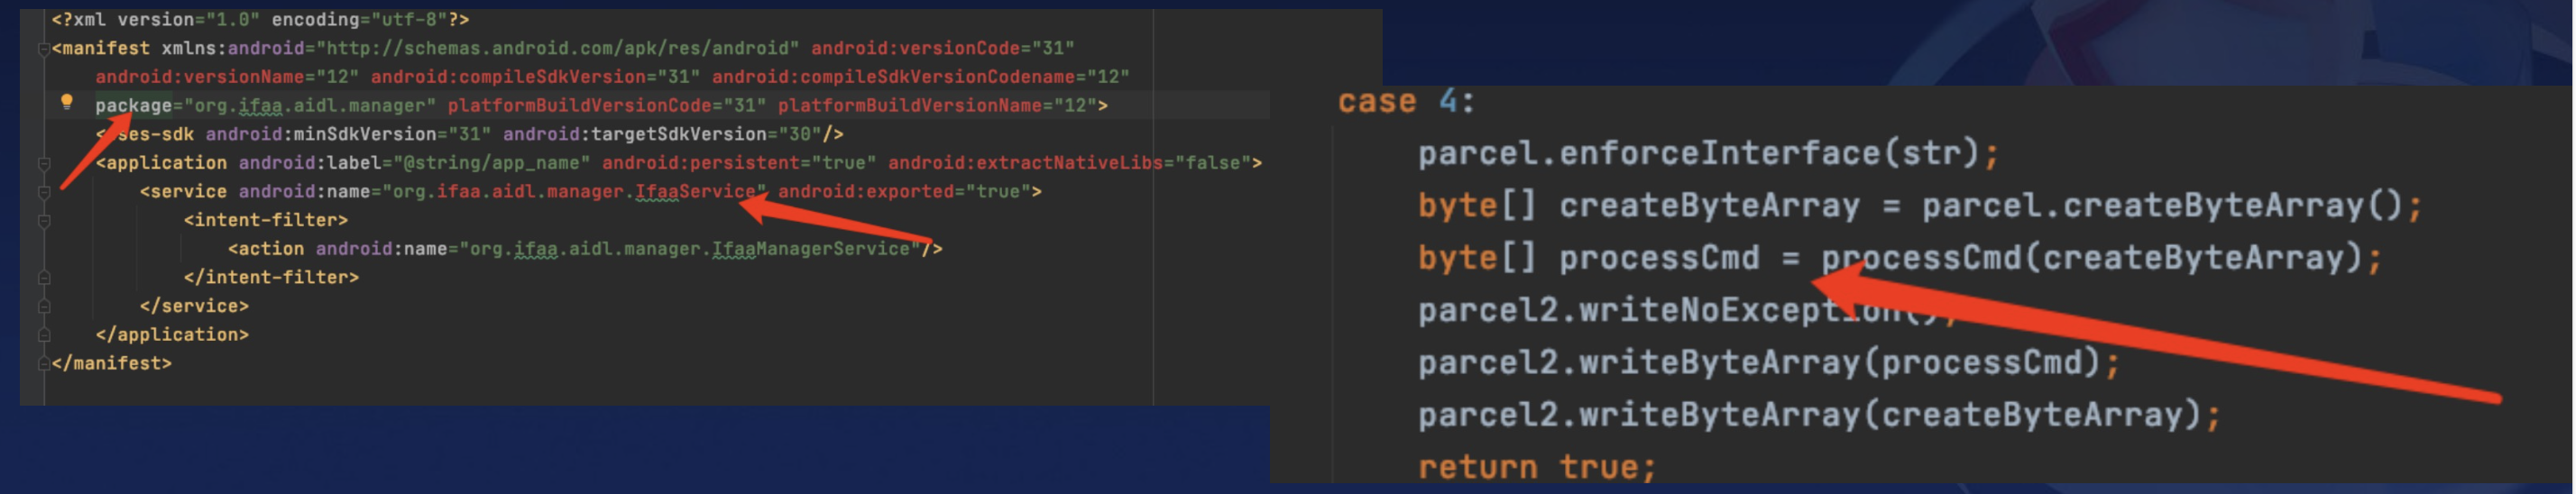 <?xml version="1.0" encoding="utf-8"?>
<manifest xmlns:android="http://schemas.android.com/apk/res/android" android:versionCode="31"
android:versionName="12" android:compileSdkVersion="31" android:compileSdkVersionCodename="12"
package="org.ifaa.aidl.manager" platformBuildVersionCode="31" platformBuildVersionName="12">
<uses-sdk android:minSdkVersion="31" android:targetSdkVersion="30"/>
<application android:label="@string/app_name" android:persistent="true" android:extractNativeLibs="false">
<service android:name="org.ifaa.aidl.manager.IfaaService" android:exported="true">
<intent-filter>
<action android:name="org.ifaa.aidl.manager.IfaaManagerService"/>
</intent-filter>
</service>
</application>
</manifest>
case 4:
parcel.enforceInterface(str);
byte[] createByteArray = parcel.createByteArray();
byte[] processCmd = processCmd(createByteArray);
parcel2.writeNoException();
parcel2.writeByteArray(processCmd);
parcel2.writeByteArray(createByteArray);
return true;